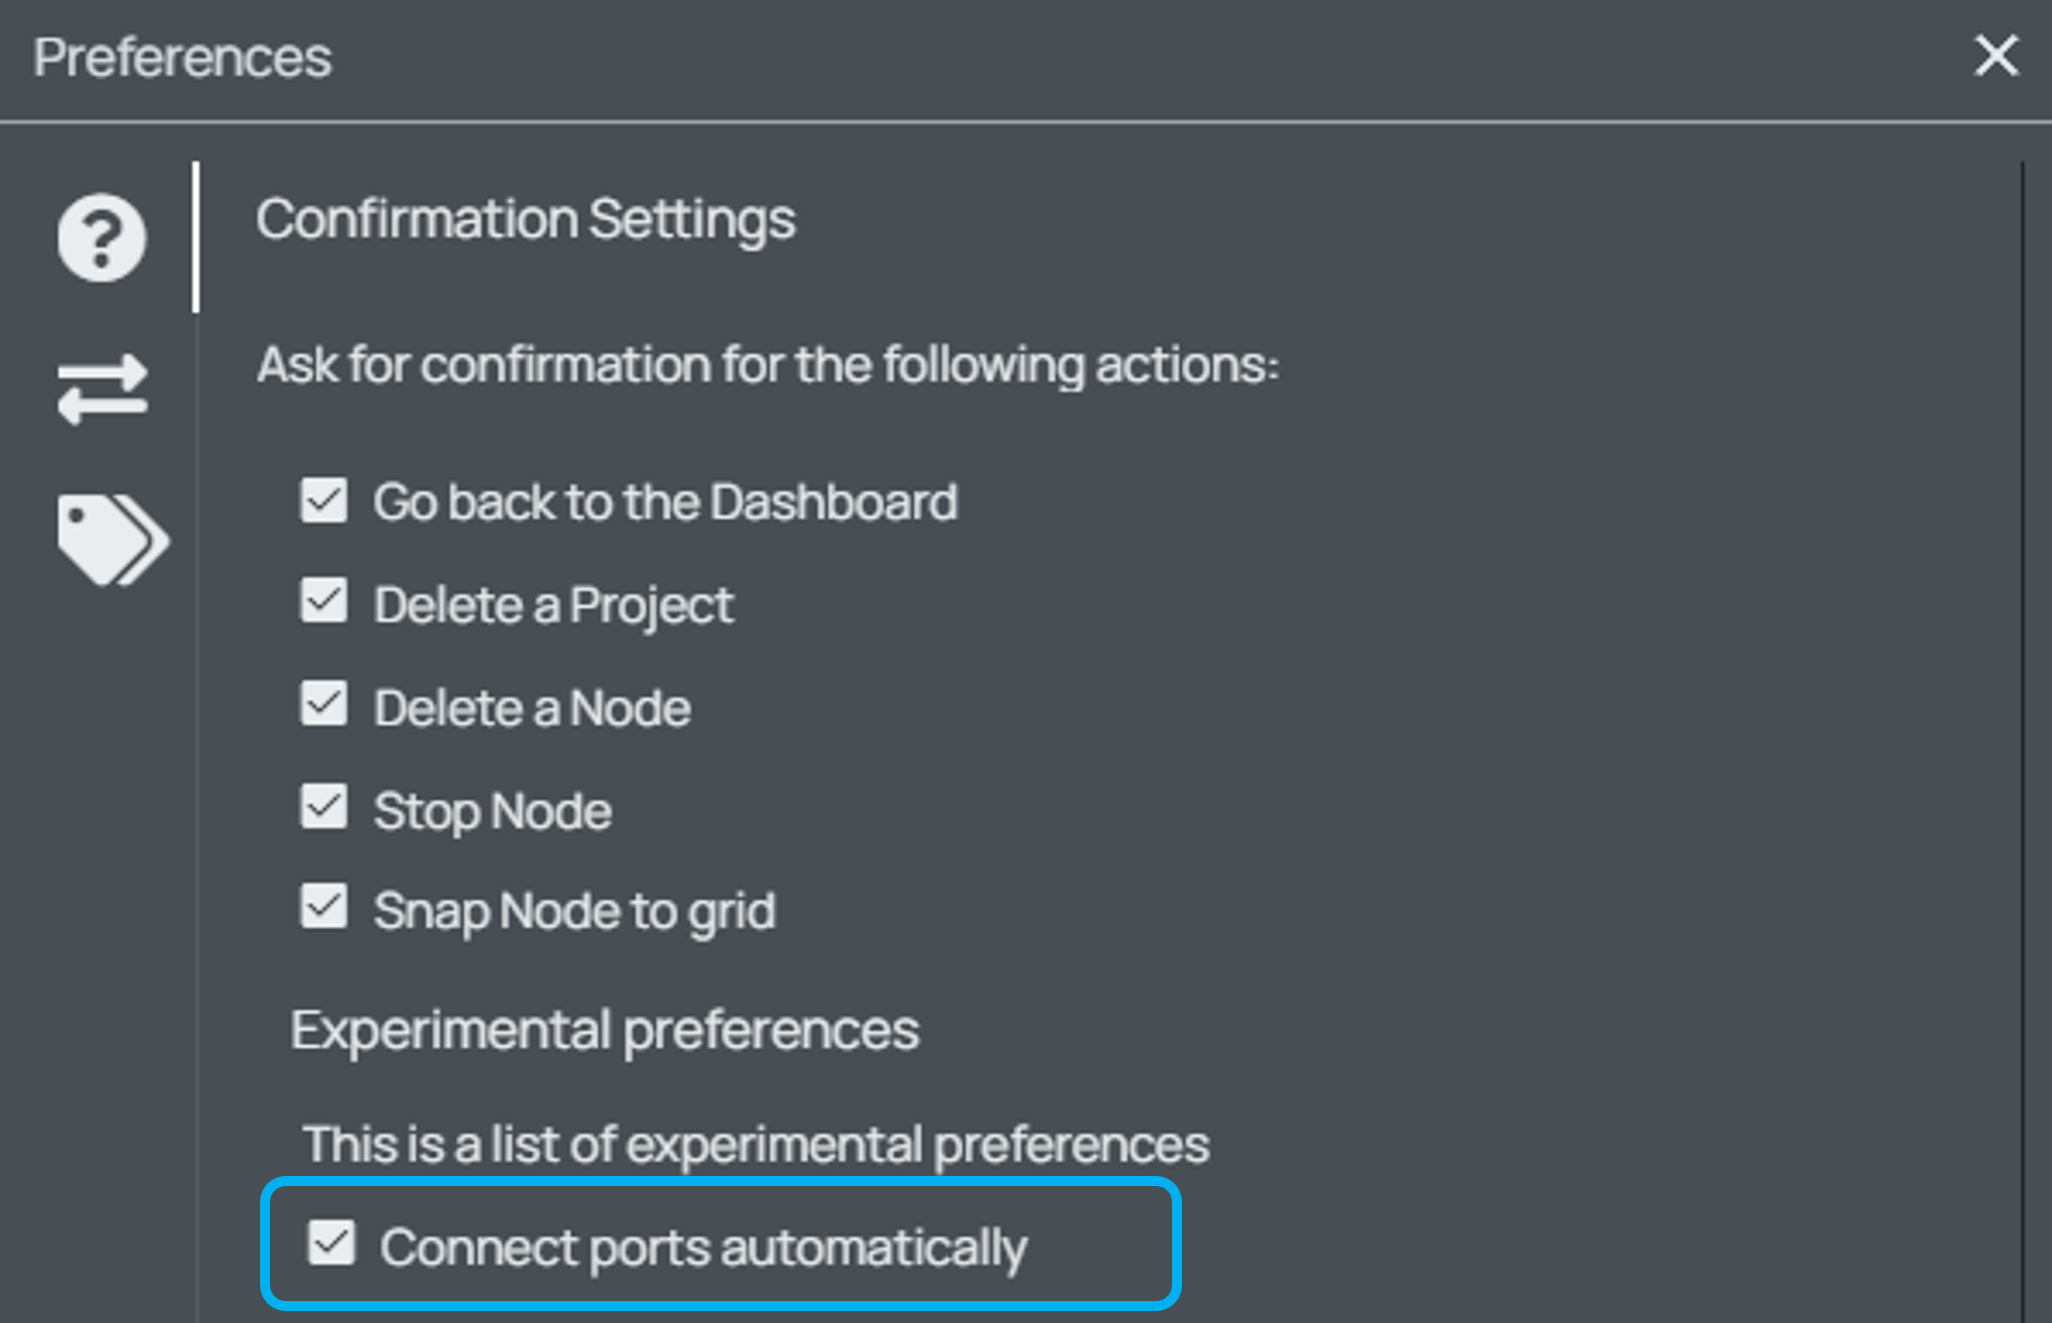 Preferences
Confirmation Settings
Ask for confirmation for the following actions:
Go back to the Dashboard
Delete a Project
Delete a Node
Stop Node
Snap Node to grid
Experimental preferences
This is a list of experimental preferences
Connect ports automatically